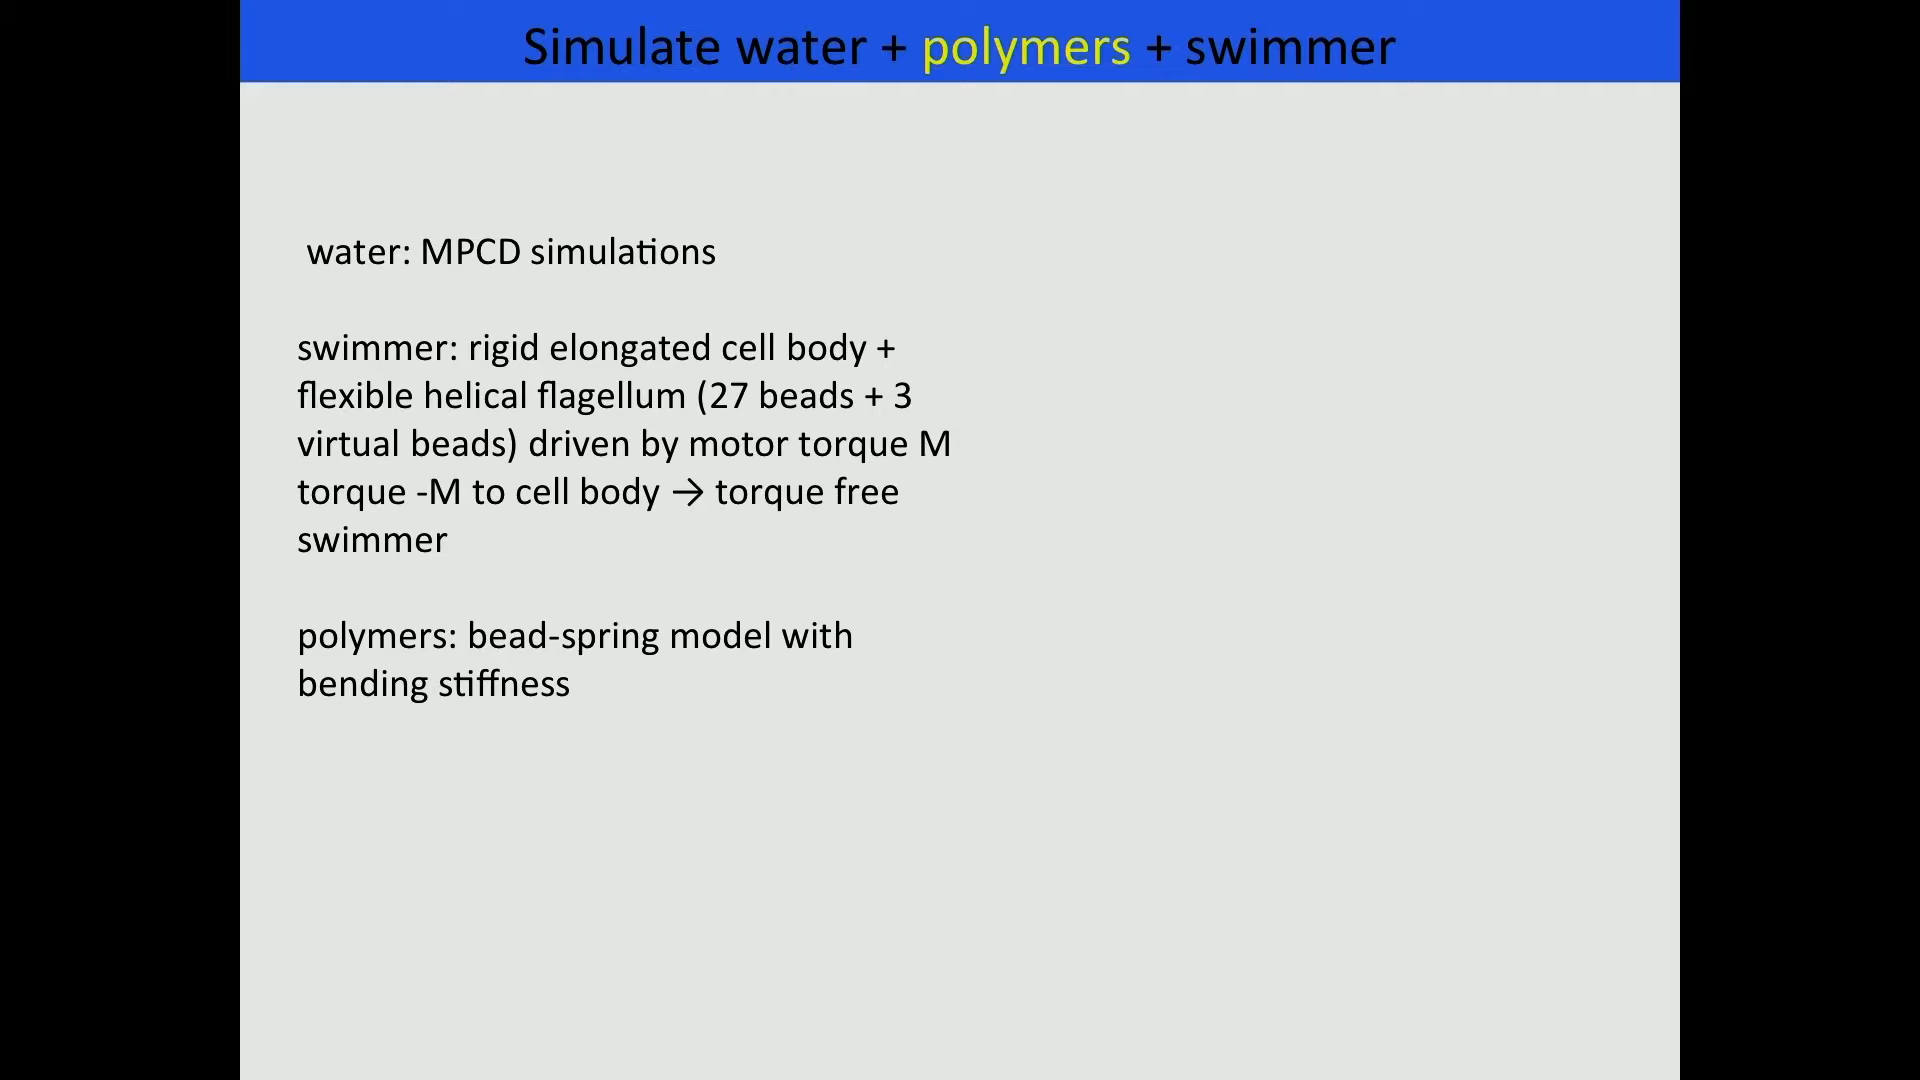 Simulate water + polymers + swimmer
water: MPCD simulations
swimmer: rigid elongated cell body +
flexible helical flagellum (27 beads + 3
virtual beads) driven by motor torque M
torque -M to cell body → torque free
swimmer
polymers: bead-spring model with
bending stiffness